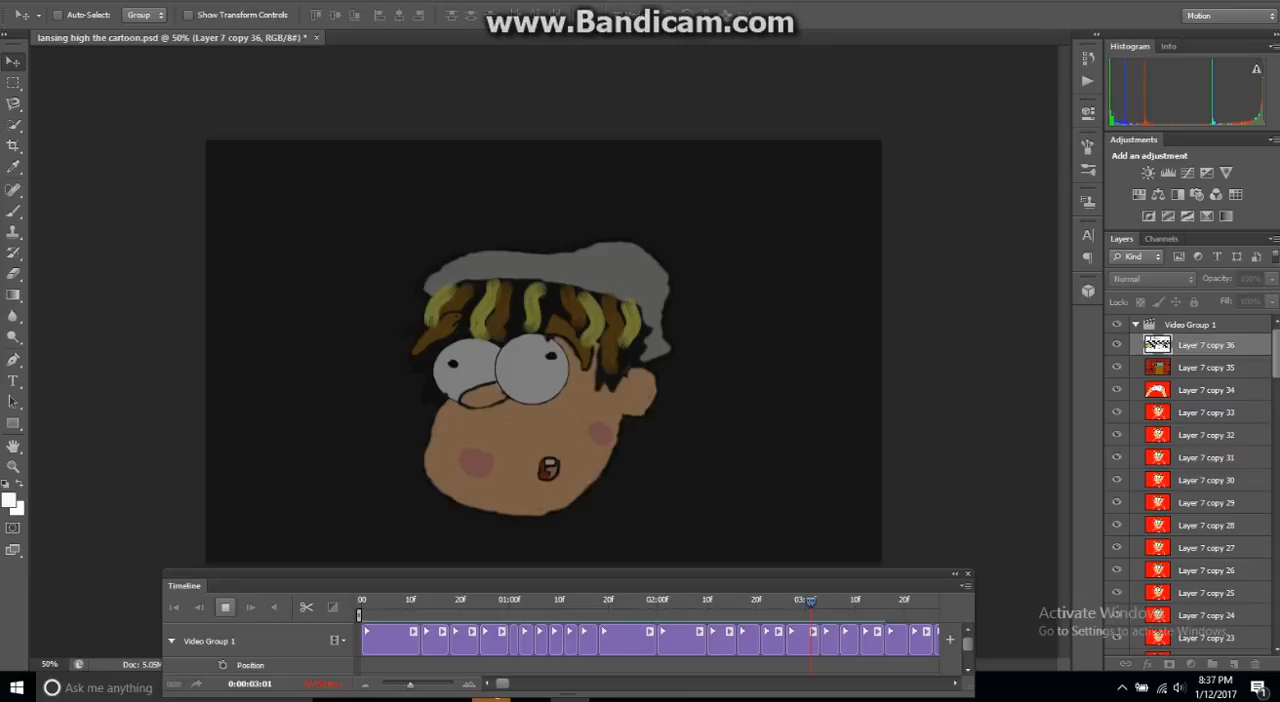 www.Bandicam.com
Auto-Select:
Group
Show Transform Controls
Motion
lansing high the cartoon.psd @ 50% (Layer 7 copy 36, RGB/8#) * ×
Histogram
Info
Adjustments
Add an adjustment
Layers
Channels
Kind
Normal
Opacity: 100%
Lock:
Fill: 100%
Video Group 1
Layer 7 copy 36
Layer 7 copy 35
Layer 7 copy 34
Layer 7 copy 33
Layer 7 copy 32
Layer 7 copy 31
Layer 7 copy 30
Layer 7 copy 29
Layer 7 copy 28
Layer 7 copy 27
Layer 7 copy 26
Layer 7 copy 25
Layer 7 copy 24
Layer 7 copy 23
Activate Windows
Go to Settings to activate Windows.
Timeline
00 10f 20f 01:00f 10f 20f 02:00f 10f 20f 10f 20f
Video Group 1
Position
50%
Doc: 5.05M
0:00:03:01
Ask me anything
8:37 PM
1/12/2017